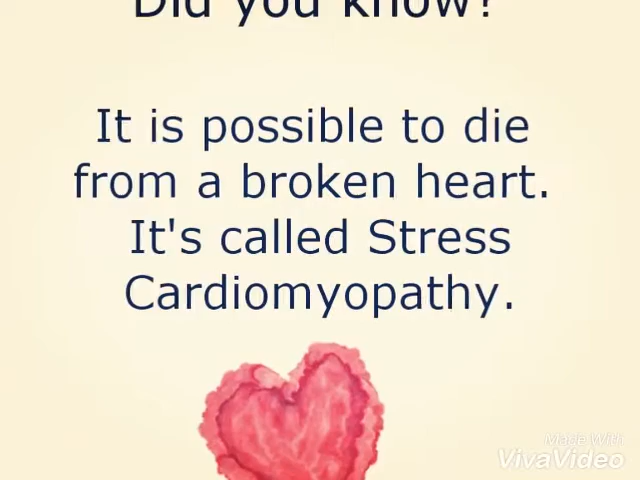 Did you know?
It is possible to die
from a broken heart.
It's called Stress
Cardiomyopathy.
Made With
VivaVideo